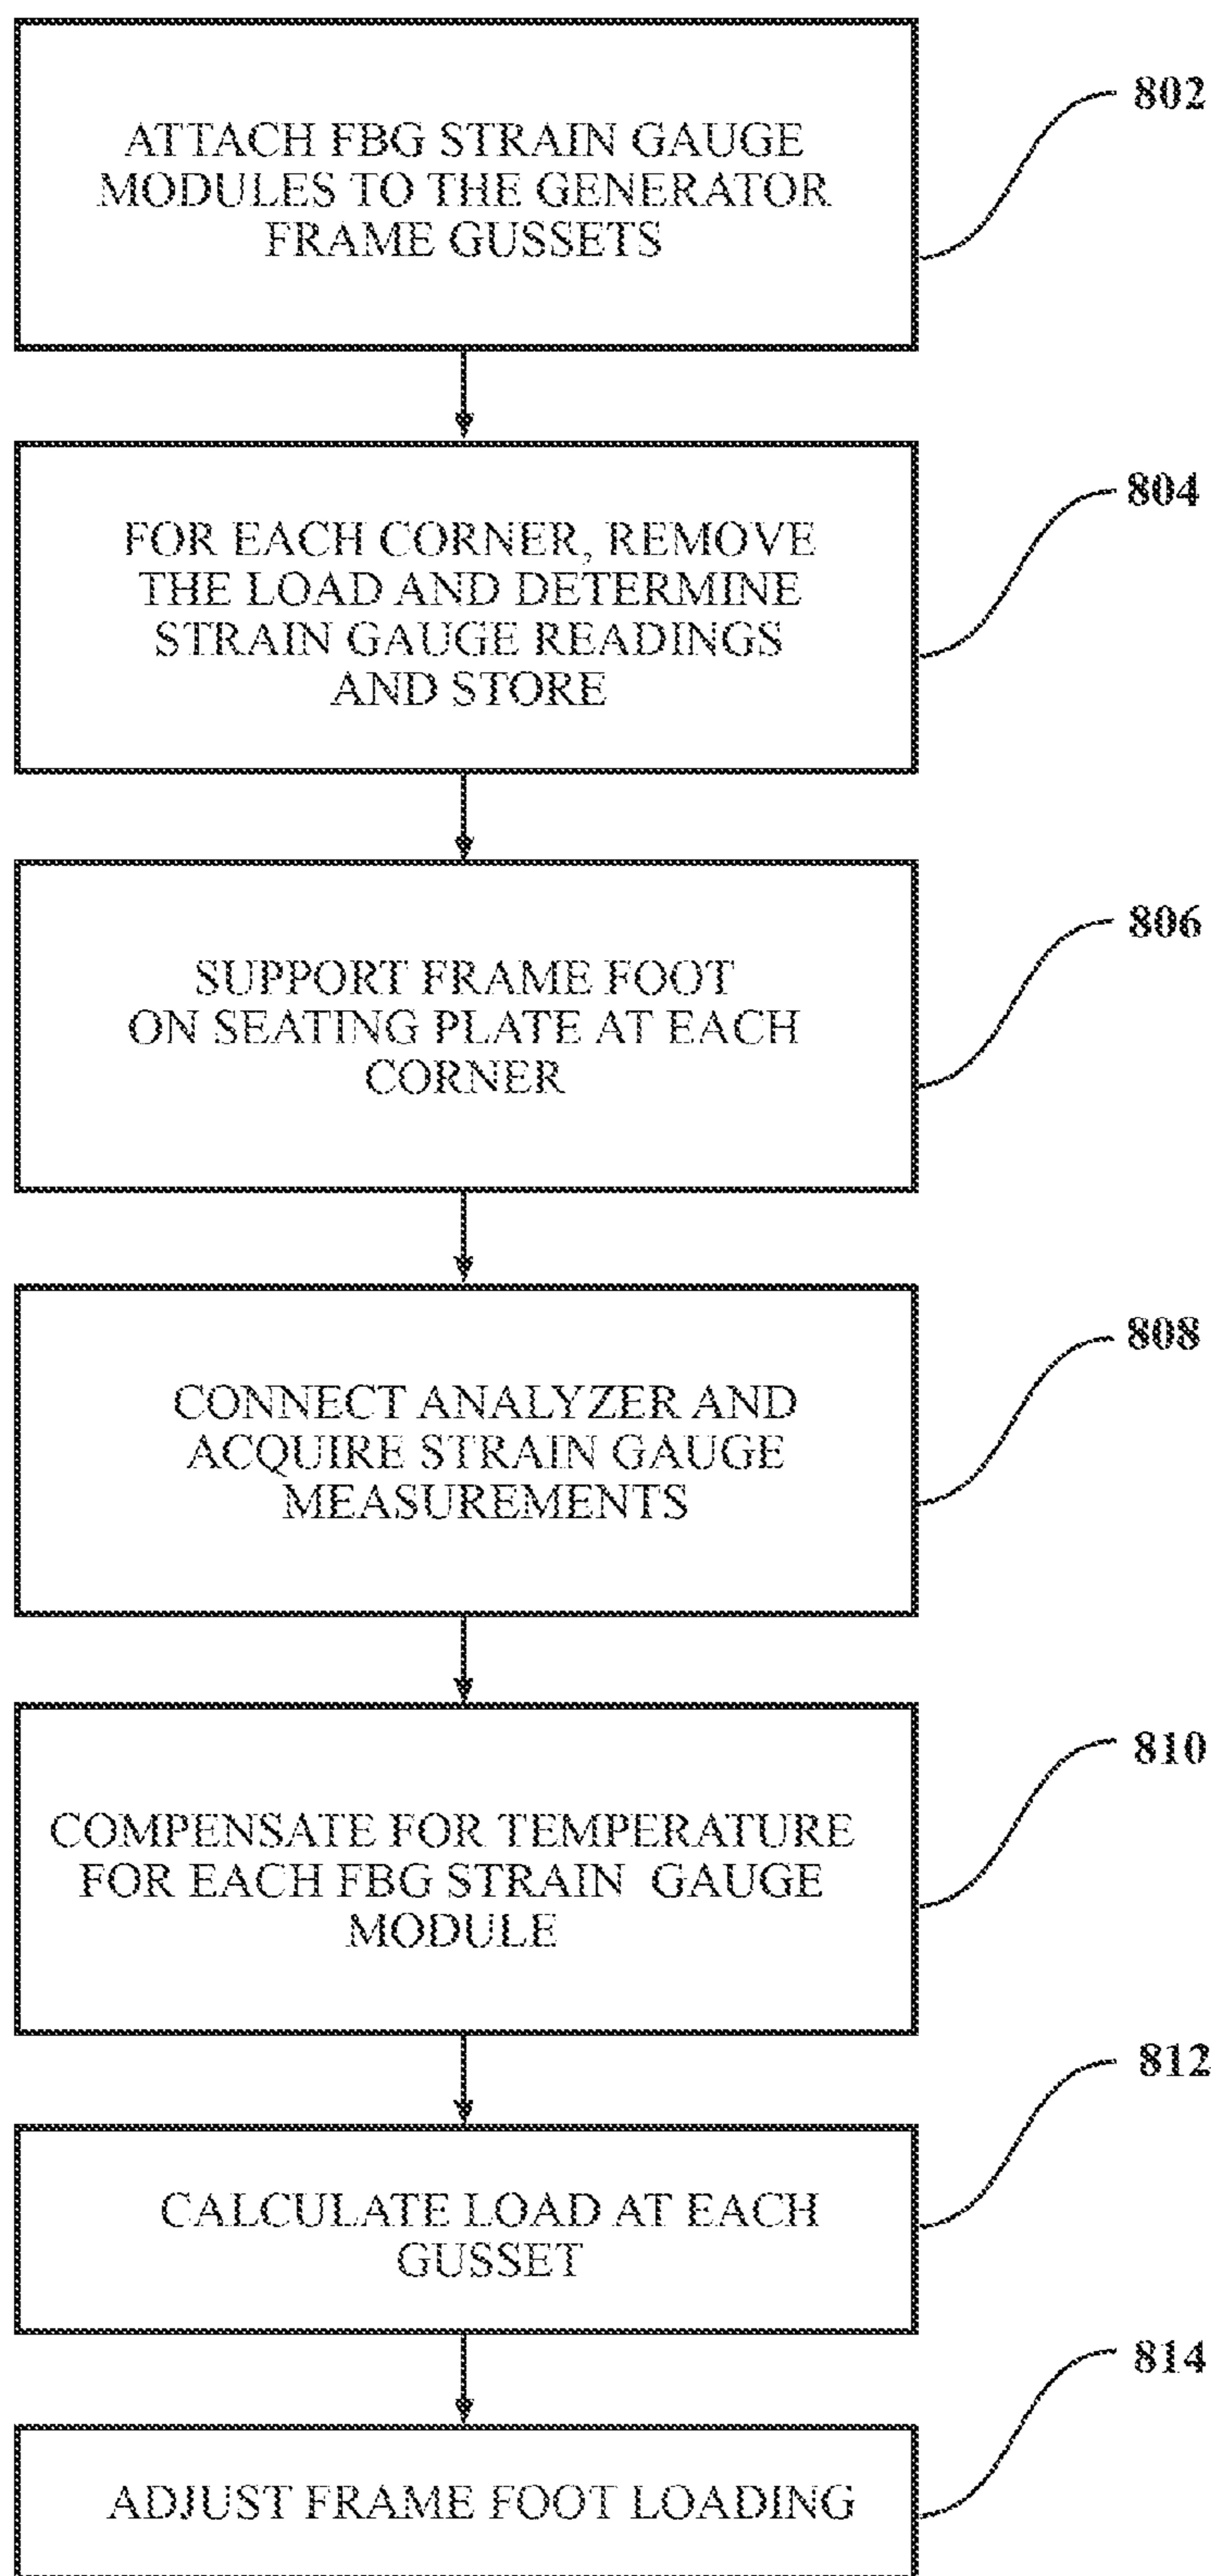 802
ATTACH FBG STRAIN GAUGE
MODULES TO THE GENERATOR
FRAME GUSSETS
804
FOR EACH CORNER, REMOVE
THE LOAD AND DETERMINE
STRAIN GAUGE READINGS
AND STORE
806
SUPPORT FRAME FOOT
ON SEATING PLATE AT EACH
CORNER
808
CONNECT ANALYZER AND
ACQUIRE STRAIN GAUGE
MEASUREMENTS
810
COMPENSATE FOR TEMPERATURE
FOR EACH FBG STRAIN GAUGE
MODULE
812
CALCULATE LOAD AT EACH
GUSSET
814
ADJUST FRAME FOOT LOADING